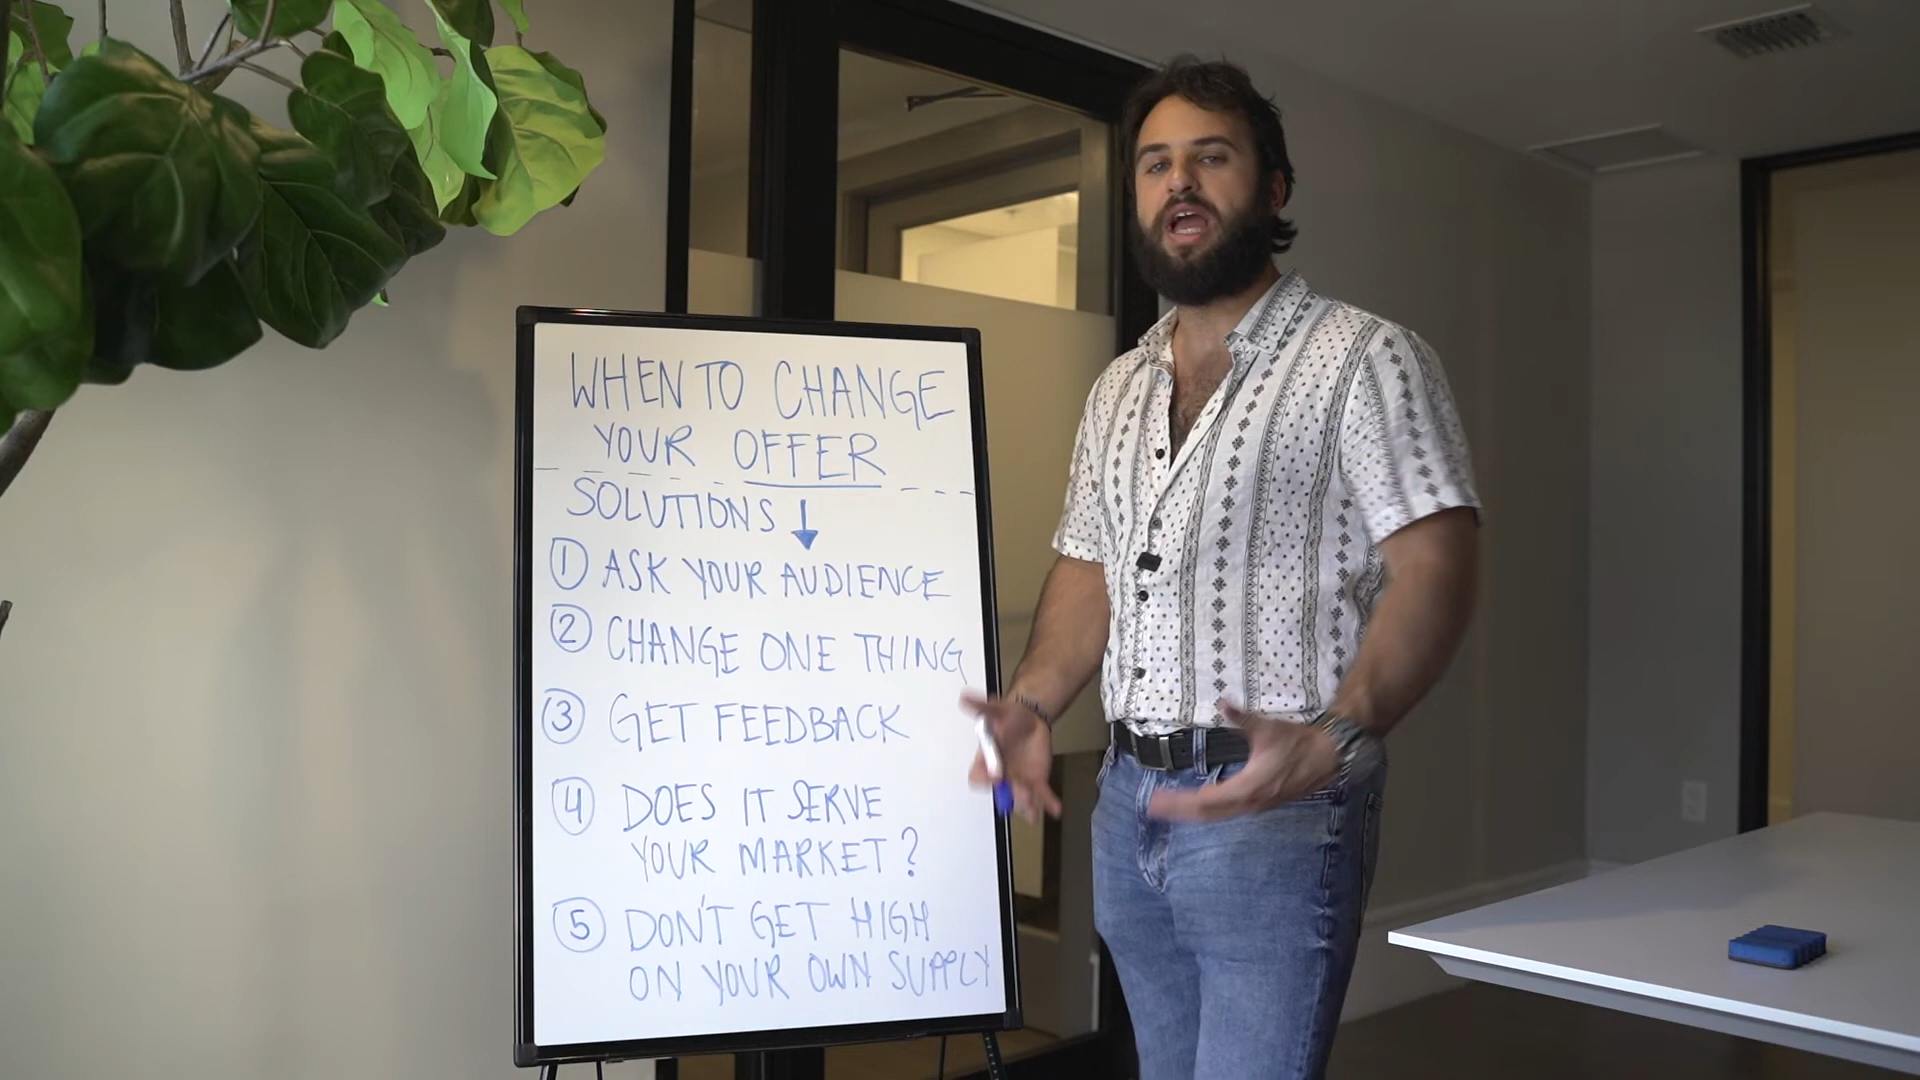 WHEN TO CHANGE
YOUR OFFER
SOLUTIONS ↓
① ASK YOUR AUDIENCE
② CHANGE ONE THING
③ GET FEEDBACK
④ DOES IT SERVE
YOUR MARKET?
⑤ DON'T GET HIGH
ON YOUR OWN SUPPLY